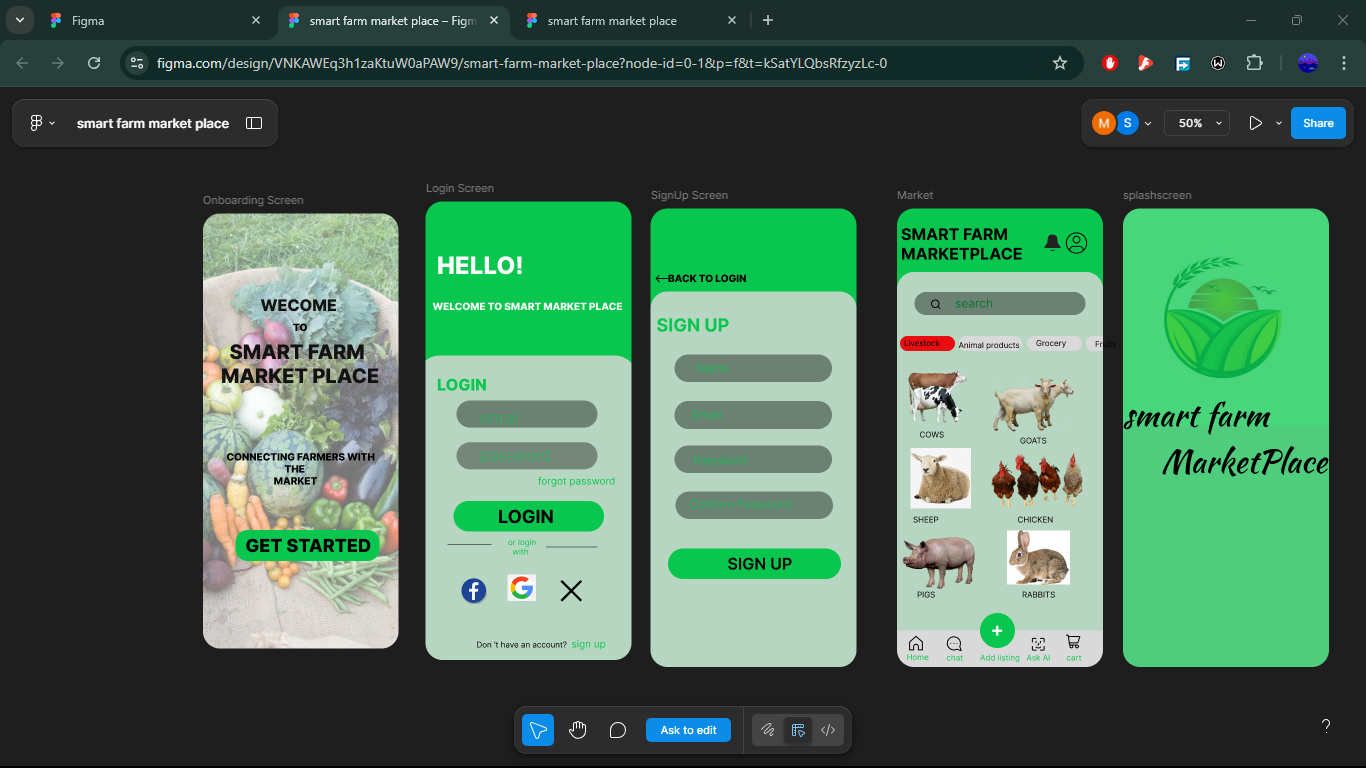 Figma
smart farm market place – Figm
smart farm market place
figma.com/design/VNKAWEq3h1zaKtuW0aPAW9/smart-farm-market-place?node-id=0-1&p=f&t=kSatYLQbsRfzyzLc-0
smart farm market place
M
S
50%
Share
Onboarding Screen
WECOME
TO
SMART FARM
MARKET PLACE
CONNECTING FARMERS WITH
THE
MARKET
GET STARTED
Login Screen
HELLO!
WELCOME TO SMART MARKET PLACE
LOGIN
email
password
forgot password
LOGIN
or login
with
Don 't have an account? sign up
SignUp Screen
BACK TO LOGIN
SIGN UP
Name
Email
Password
Confirm Password
SIGN UP
Market
SMART FARM
MARKETPLACE
search
Livestock
Animal products
Grocery
Fruits
COWS
GOATS
SHEEP
CHICKEN
PIGS
RABBITS
Home
chat
Add listing
Ask AI
cart
splashscreen
smart farm
MarketPlace
Ask to edit